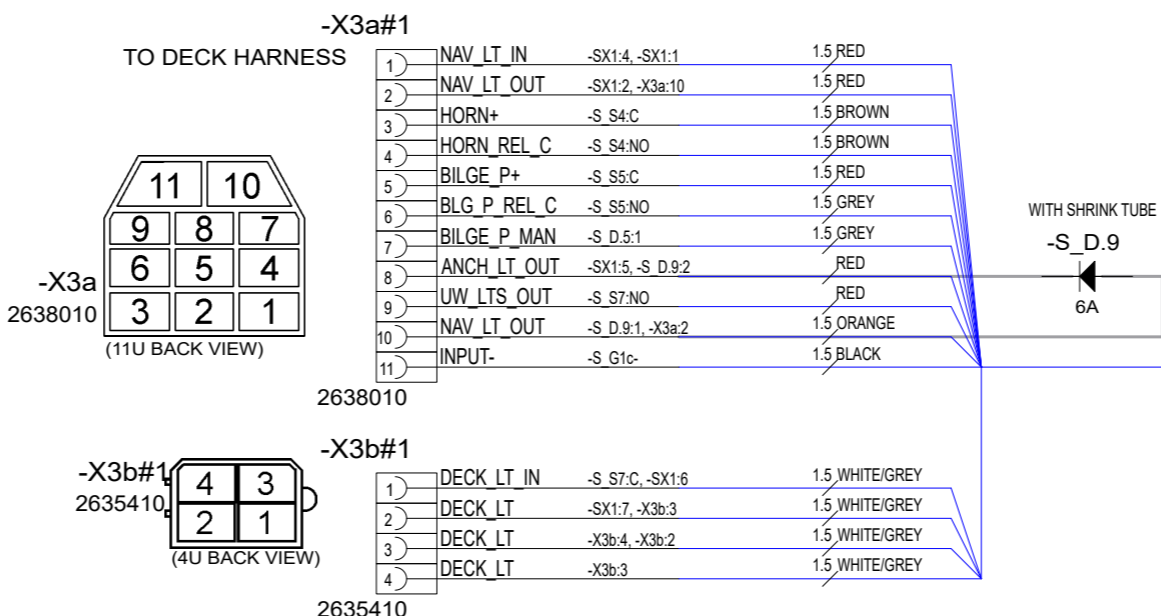 -X3a#1
TO DECK HARNESS
1 NAV_LT_IN -SX1:4, -SX1:1 1.5 RED
2 NAV_LT_OUT -SX1:2, -X3a:10 1.5 RED
3 HORN+ -S_S4:C 1.5 BROWN
4 HORN_REL_C -S_S4:NO 1.5 BROWN
5 BILGE_P+ -S_S5:C 1.5 RED
6 BLG_P_REL_C -S_S5:NO 1.5 GREY
7 BILGE_P_MAN -S_D.5:1 1.5 GREY
8 ANCH_LT_OUT -SX1:5, -S_D.9:2 RED
9 UW_LTS_OUT -S_S7:NO RED
10 NAV_LT_OUT -S_D.9:1, -X3a:2 1.5 ORANGE
11 INPUT- -S_G1c- 1.5 BLACK
2638010
11 10
9 8 7
6 5 4
3 2 1
-X3a
2638010
(11U BACK VIEW)
WITH SHRINK TUBE
-S_D.9
6A
-X3b#1
1 DECK_LT_IN -S_S7:C, -SX1:6 1.5 WHITE/GREY
2 DECK_LT -SX1:7, -X3b:3 1.5 WHITE/GREY
3 DECK_LT -X3b:4, -X3b:2 1.5 WHITE/GREY
4 DECK_LT -X3b:3 1.5 WHITE/GREY
2635410
-X3b#1
2635410
4 3
2 1
(4U BACK VIEW)